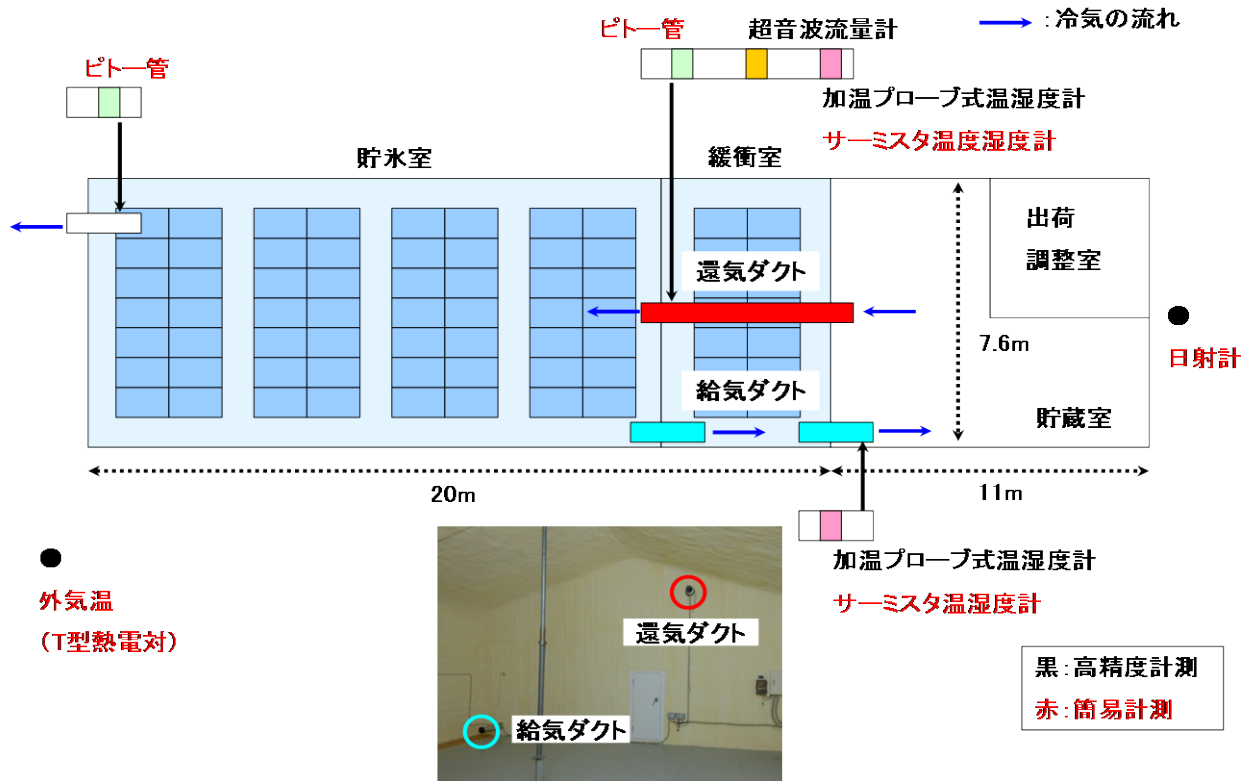 ピトー管
超音波流量計
:冷気の流れ
ピトー管
加温プローブ式温湿度計
サーミスタ温度湿度計
貯氷室
緩衝室
出荷
調整室
還気ダクト
7.6m
日射計
給気ダクト
貯蔵室
20m
11m
加温プローブ式温湿度計
サーミスタ温湿度計
外気温
(T型熱電対)
還気ダクト
給気ダクト
黒:高精度計測
赤:簡易計測